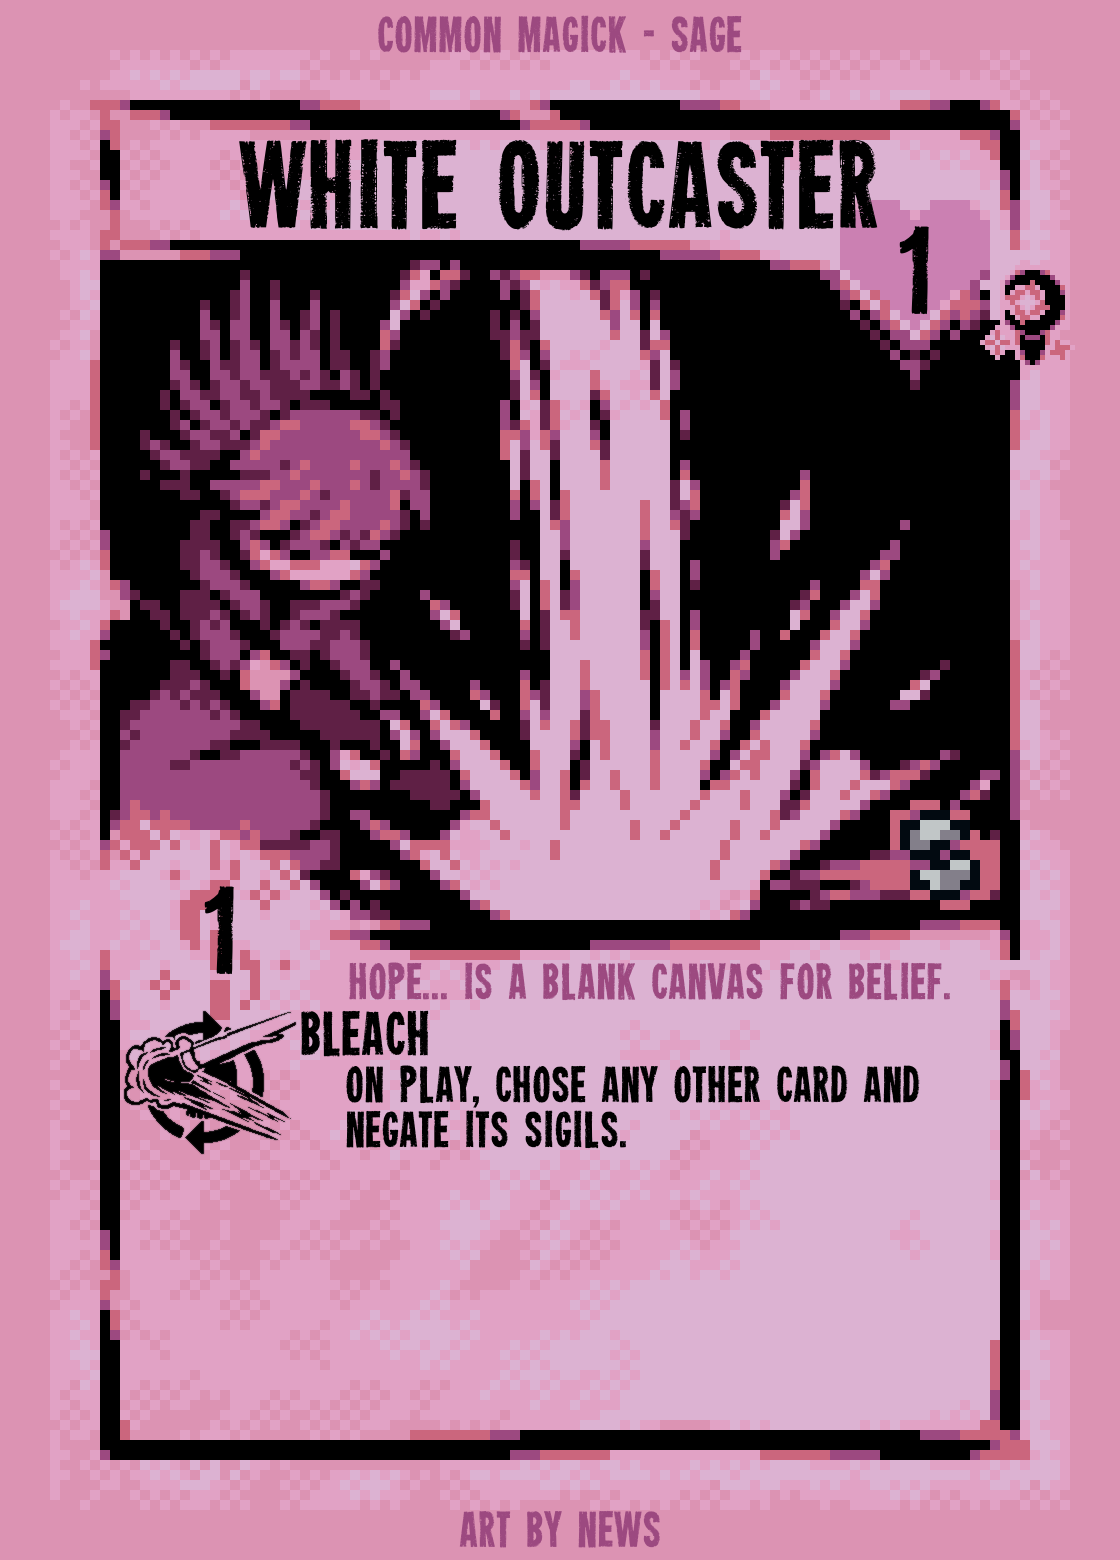 COMMON MAGICK - SAGE
WHITE OUTCASTER
1
1
HOPE... IS A BLANK CANVAS FOR BELIEF.
BLEACH
ON PLAY, CHOSE ANY OTHER CARD AND
NEGATE ITS SIGILS.
ART BY NEWS